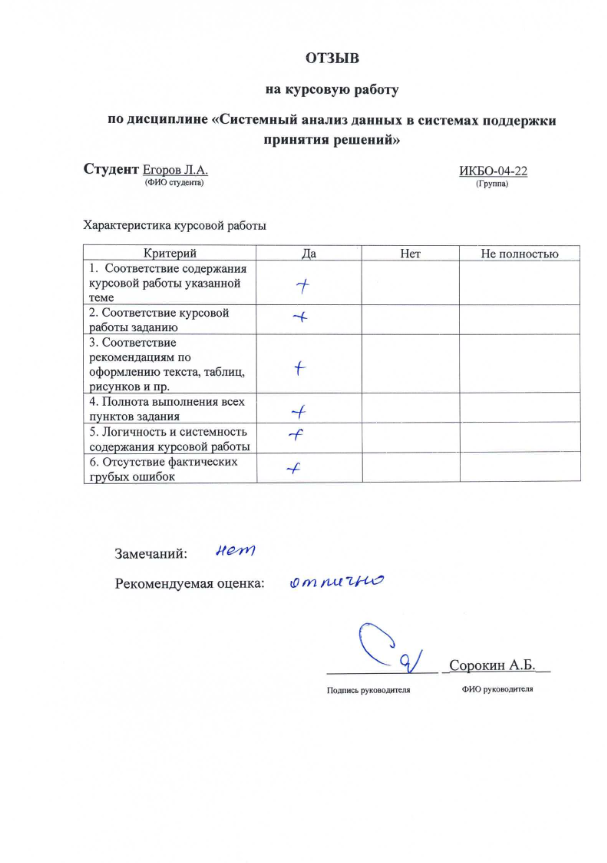 ОТЗЫВ
на курсовую работу
по дисциплине «Системный анализ данных в системах поддержки
принятия решений»
Студент Егоров Л.А. ИКБО-04-22
(ФИО студента) (Группа)
Характеристика курсовой работы
Критерий Да Нет Не полностью
1. Соответствие содержания
курсовой работы указанной
теме +
2. Соответствие курсовой
работы заданию +
3. Соответствие
рекомендациям по
оформлению текста, таблиц,
рисунков и пр. +
4. Полнота выполнения всех
пунктов задания +
5. Логичность и системность
содержания курсовой работы +
6. Отсутствие фактических
грубых ошибок +
Замечаний: нет
Рекомендуемая оценка: отлично
Сорокин А.Б.
Подпись руководителя ФИО руководителя